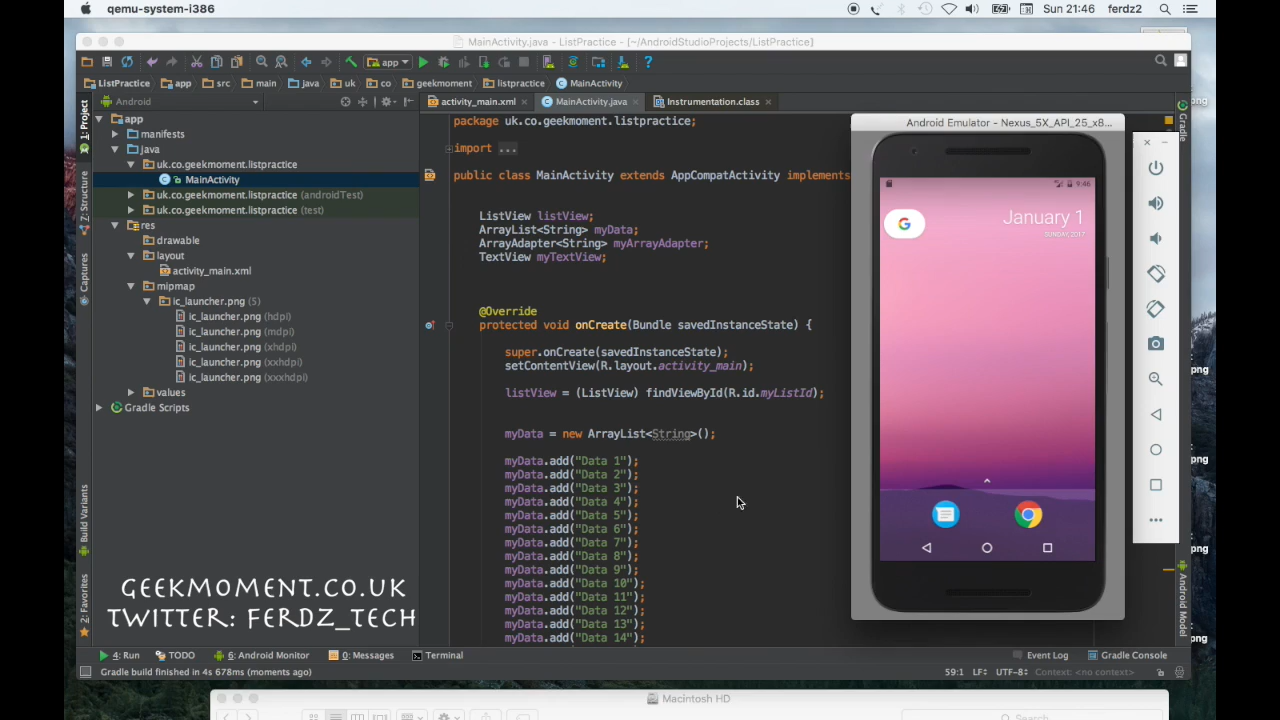 qemu-system-i386
Sun 21:46
ferdz2
MainActivity.java - ListPractice - [~/AndroidStudioProjects/ListPractice]
app
ListPractice
app
src
main
java
uk
co
geekmoment
listpractice
MainActivity
Android
activity_main.xml
MainActivity.java
Instrumentation.class
1: Project
Z: Structure
Captures
Build Variants
2: Favorites
Gradle
Android Model
app
manifests
java
uk.co.geekmoment.listpractice
MainActivity
uk.co.geekmoment.listpractice (androidTest)
uk.co.geekmoment.listpractice (test)
res
drawable
layout
activity_main.xml
mipmap
ic_launcher.png (5)
ic_launcher.png (hdpi)
ic_launcher.png (mdpi)
ic_launcher.png (xhdpi)
ic_launcher.png (xxhdpi)
ic_launcher.png (xxxhdpi)
values
Gradle Scripts
package uk.co.geekmoment.listpractice;
import ...
public class MainActivity extends AppCompatActivity implements
ListView listView;
ArrayList<String> myData;
ArrayAdapter<String> myArrayAdapter;
TextView myTextView;
@Override
protected void onCreate(Bundle savedInstanceState) {
super.onCreate(savedInstanceState);
setContentView(R.layout.activity_main);
listView = (ListView) findViewById(R.id.myListId);
myData = new ArrayList<String>();
myData.add("Data 1");
myData.add("Data 2");
myData.add("Data 3");
myData.add("Data 4");
myData.add("Data 5");
myData.add("Data 6");
myData.add("Data 7");
myData.add("Data 8");
myData.add("Data 9");
myData.add("Data 10");
myData.add("Data 11");
myData.add("Data 12");
myData.add("Data 13");
myData.add("Data 14");
Android Emulator - Nexus_5X_API_25_x8...
9:46
G
January 1
SUNDAY, 2017
png
png
png
png
png
png
GEEKMOMENT.CO.UK
TWITTER: FERDZ_TECH
4: Run
TODO
6: Android Monitor
0: Messages
Terminal
Event Log
Gradle Console
Gradle build finished in 4s 678ms (moments ago)
59:1
LF÷
UTF-8÷
Context: <no context>
Macintosh HD
Search